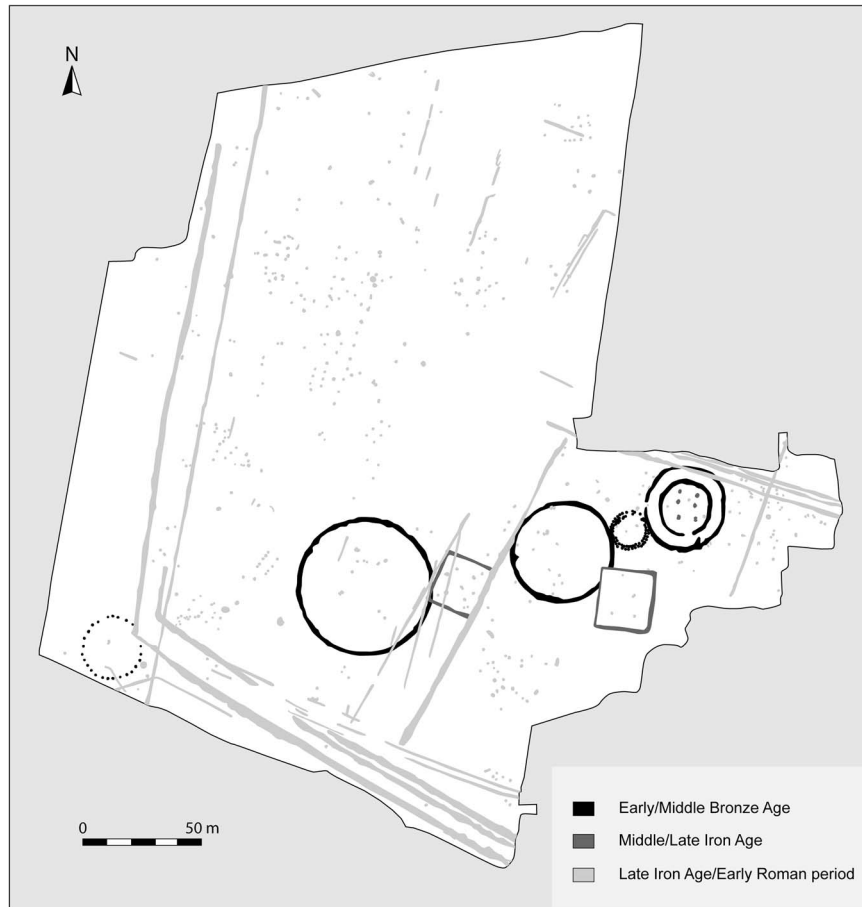 N
0 50 m
Early/Middle Bronze Age
Middle/Late Iron Age
Late Iron Age/Early Roman period